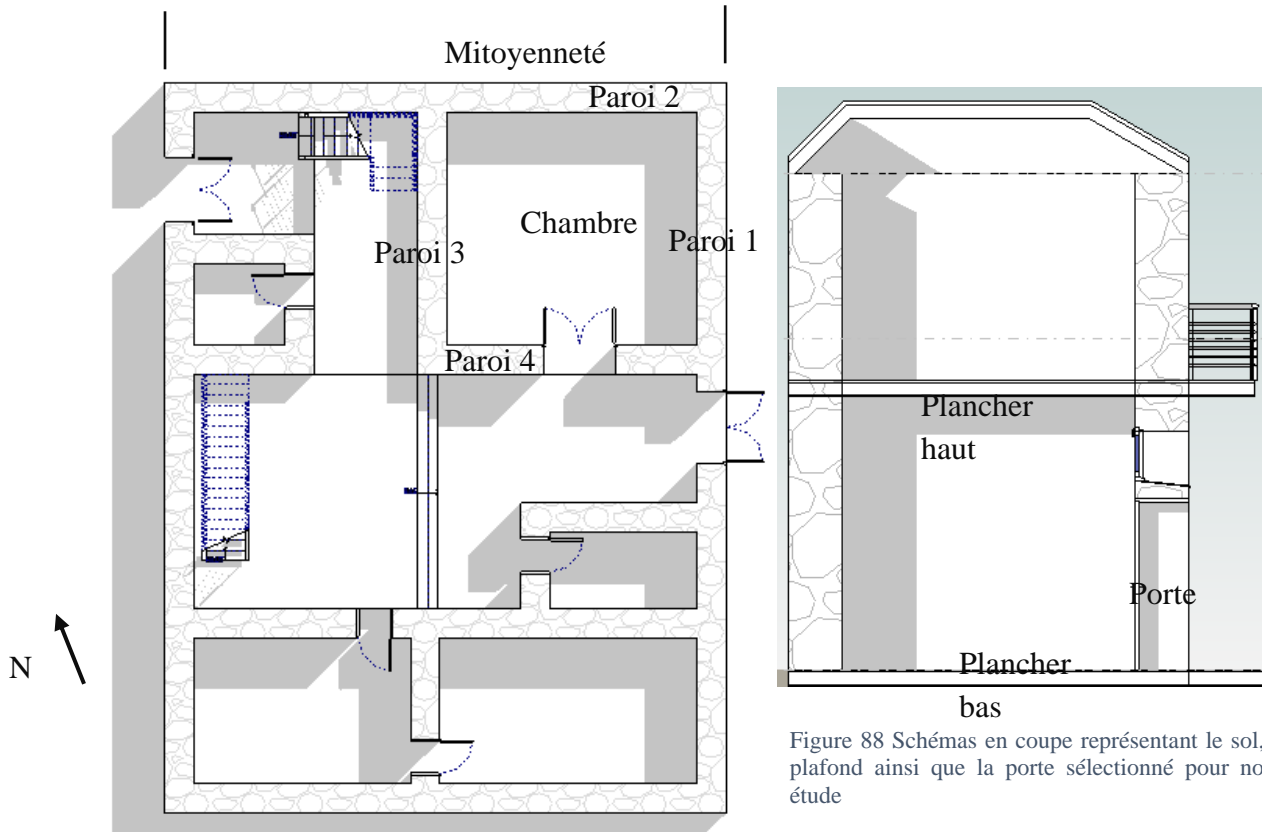 Mitoyenneté
Paroi 2
Chambre
Paroi 1
Paroi 3
Paroi 4
N
Plancher
haut
Porte
Plancher
bas
Figure 88 Schémas en coupe représentant le sol,
plafond ainsi que la porte sélectionné pour no
étude